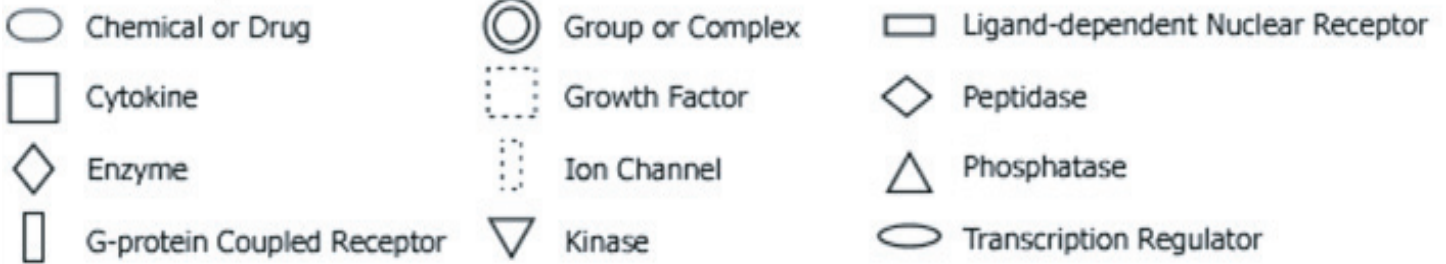 Chemical or Drug
Group or Complex
Ligand-dependent Nuclear Receptor
Cytokine
Growth Factor
Peptidase
Enzyme
Ion Channel
Phosphatase
G-protein Coupled Receptor
Kinase
Transcription Regulator